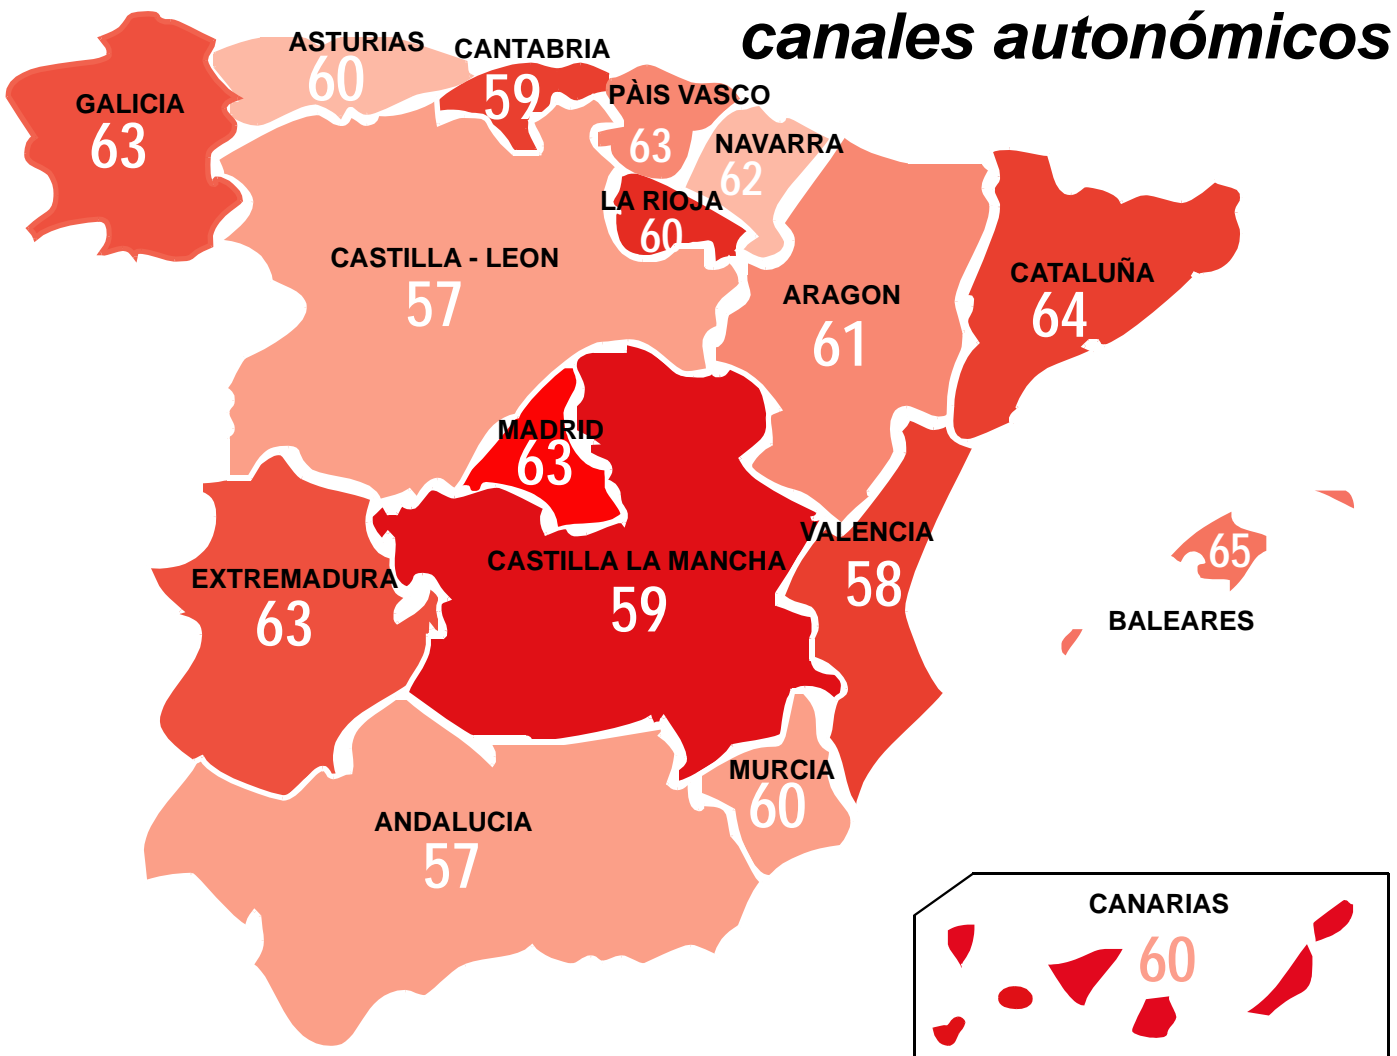 canales autonómicos
ASTURIAS
60
CANTABRIA
59
GALICIA
63
PÀIS VASCO
63
NAVARRA
62
LA RIOJA
60
CASTILLA - LEON
57
ARAGON
61
CATALUÑA
64
MADRID
63
VALENCIA
58
CASTILLA LA MANCHA
59
EXTREMADURA
63
65
BALEARES
MURCIA
60
ANDALUCIA
57
CANARIAS
60